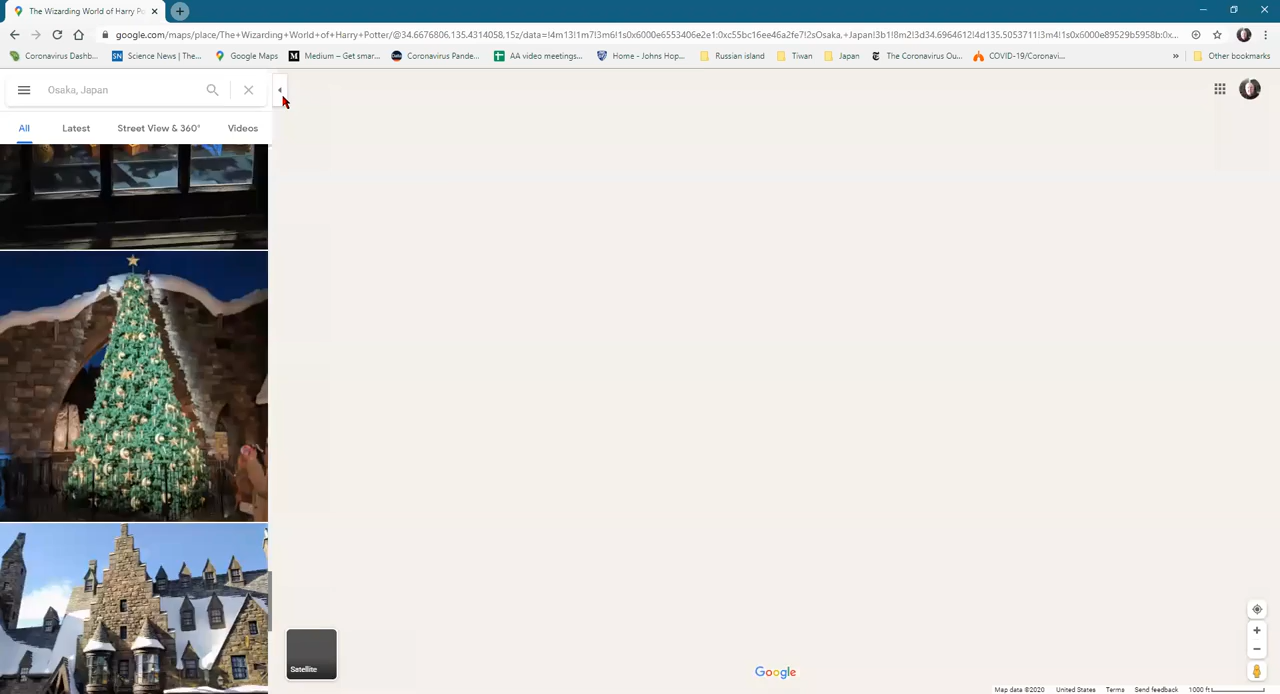 The Wizarding World of Harry Po
google.com/maps/place/The+Wizarding+World+of+Harry+Potter/@34.6676806,135.4314058,15z/data=!4m13!1m7!3m6!1s0x6000e6553406e2e1:0xc55bc16ee46a2fe7!2sOsaka,+Japan!3b1!8m2!3d34.6964612!4d135.5053711!3m4!1s0x6000e89529b5958b:0x...
Coronavirus Dashb... Science News | The... Google Maps Medium – Get smar... Coronavirus Pande... AA video meetings... Home - Johns Hop... Russian island Tiwan Japan The Coronavirus Ou... COVID-19/Coronavi... » Other bookmarks
Osaka, Japan
All Latest Street View & 360° Videos
Satellite
Google
Map data ©2020 United States Terms Send feedback 1000 ft